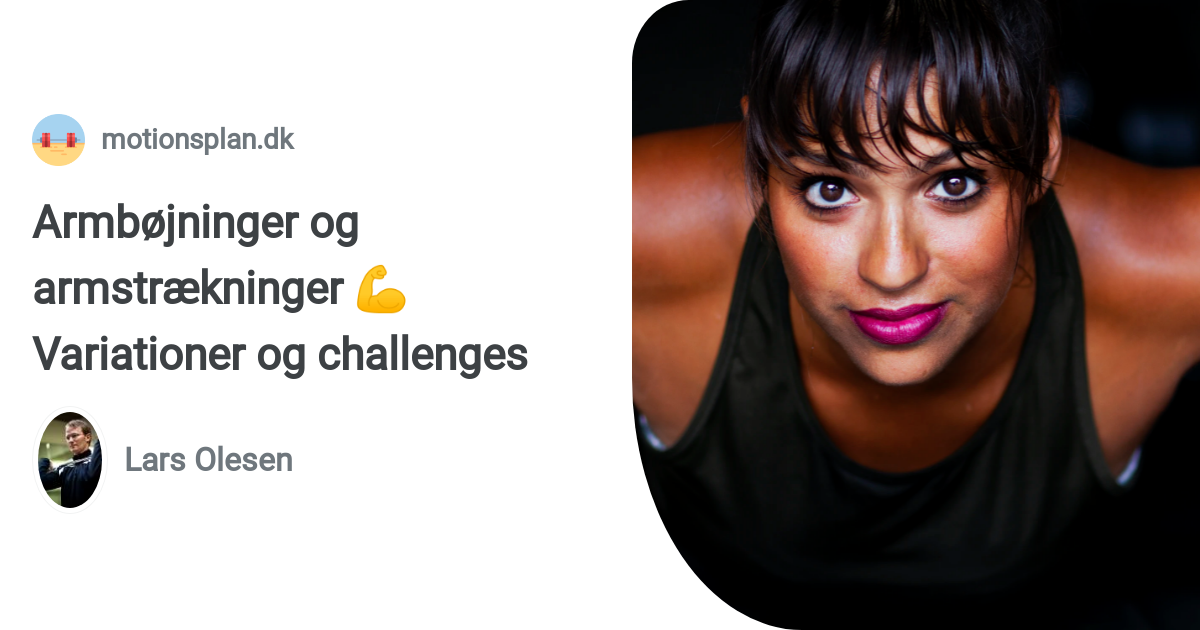 motionsplan.dk
Armbøjninger og
armstrækninger 💪
Variationer og challenges
Lars Olesen